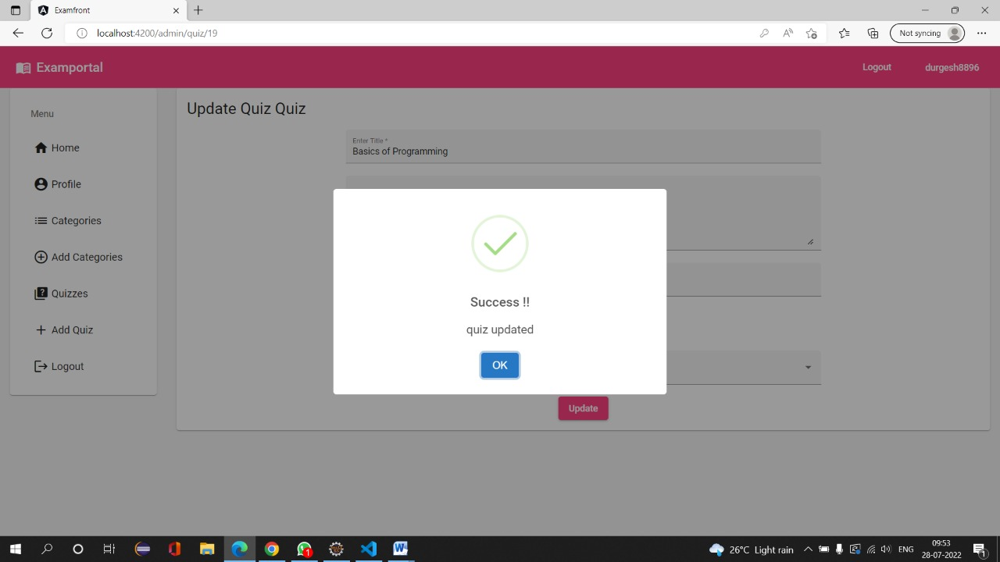 Examfront
localhost:4200/admin/quiz/19
Not syncing
Examportal
Logout
durgesh8896
Menu
Home
Profile
Categories
Add Categories
Quizzes
Add Quiz
Logout
Update Quiz Quiz
Enter Title *
Basics of Programming
Success !!
quiz updated
OK
Update
1
26°C Light rain
ENG
09:53
28-07-2022
1